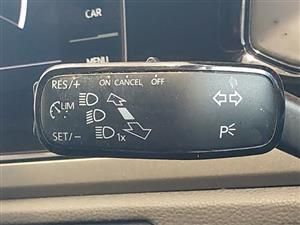 CAR
MENU
RES/+ ON CANCEL OFF
LIM
SET/- 1x
P